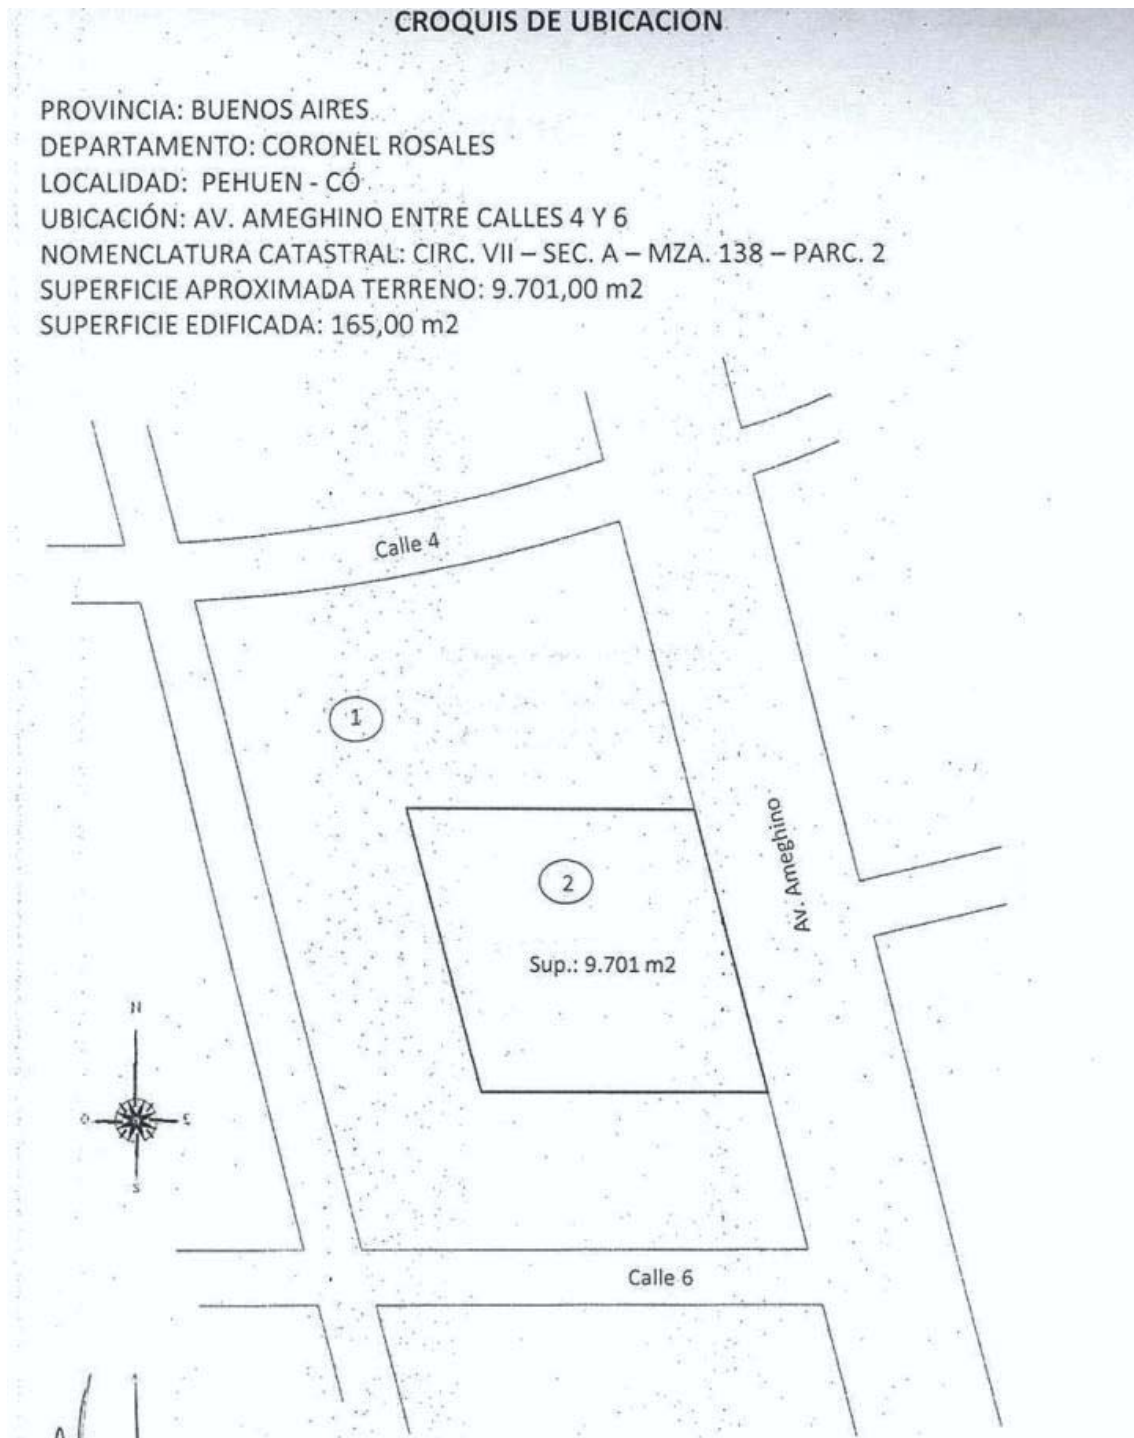 CROQUIS DE UBICACIÓN
PROVINCIA: BUENOS AIRES
DEPARTAMENTO: CORONEL ROSALES
LOCALIDAD: PEHUEN - CÓ
UBICACIÓN: AV. AMEGHINO ENTRE CALLES 4 Y 6
NOMENCLATURA CATASTRAL: CIRC. VII – SEC. A – MZA. 138 – PARC. 2
SUPERFICIE APROXIMADA TERRENO: 9.701,00 m2
SUPERFICIE EDIFICADA: 165,00 m2
Calle 4
1
Av. Ameghino
2
Sup.: 9.701 m2
N
O
E
S
Calle 6